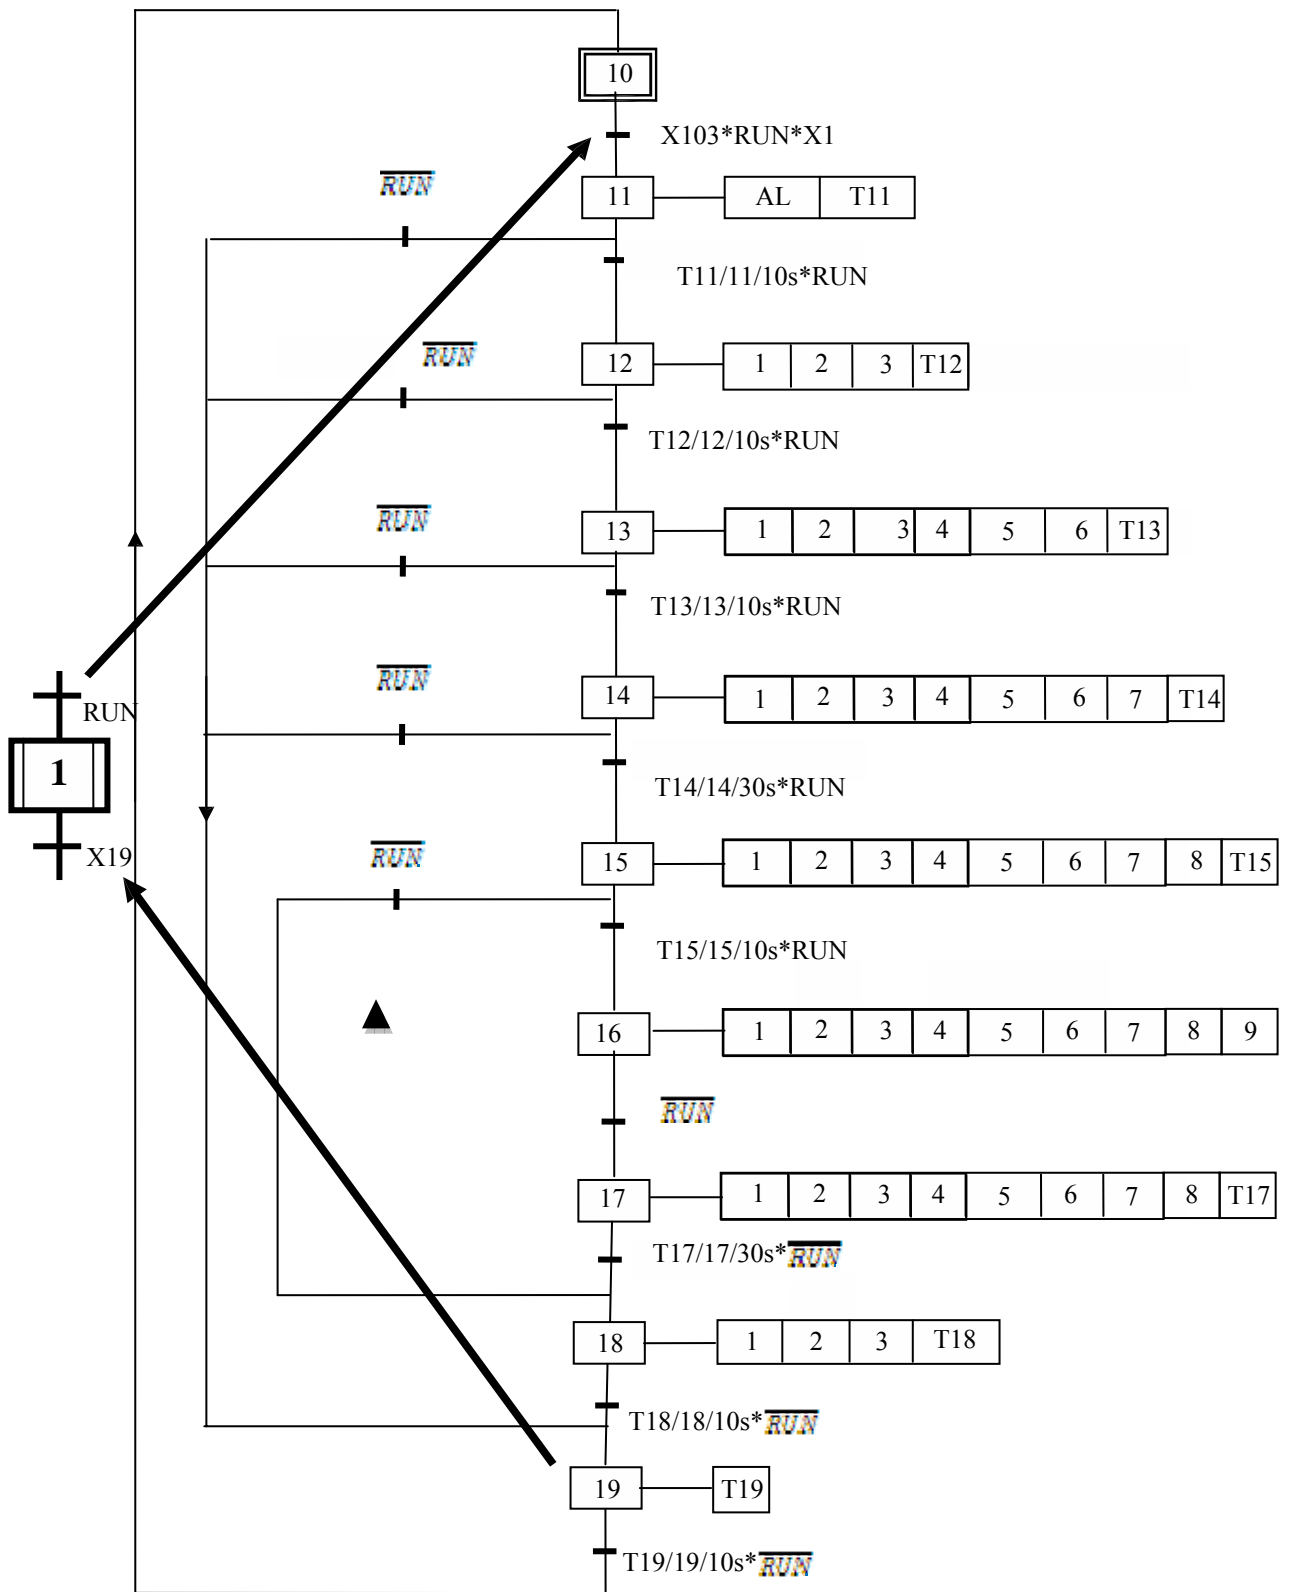 10
X103*RUN*X1
RUN
11 AL T11
T11/11/10s*RUN
RUN
12 1 2 3 T12
T12/12/10s*RUN
RUN
13 1 2 3 4 5 6 T13
T13/13/10s*RUN
RUN
14 1 2 3 4 5 6 7 T14
RUN
1
T14/14/30s*RUN
X19
RUN
15 1 2 3 4 5 6 7 8 T15
T15/15/10s*RUN
16 1 2 3 4 5 6 7 8 9
RUN
17 1 2 3 4 5 6 7 8 T17
T17/17/30s*RUN
18 1 2 3 T18
T18/18/10s*RUN
19 T19
T19/19/10s*RUN